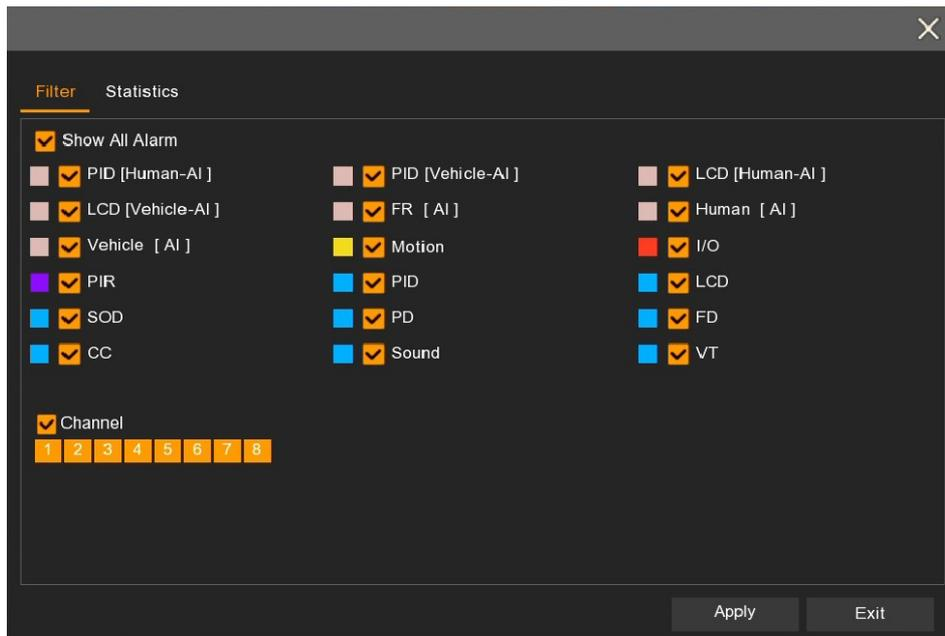 Filter Statistics
Show All Alarm
PID [Human-AI ] PID [Vehicle-AI ] LCD [Human-AI ]
LCD [Vehicle-AI ] FR [ AI ] Human [ AI ]
Vehicle [ AI ] Motion I/O
PIR PID LCD
SOD PD FD
CC Sound VT
Channel
1 2 3 4 5 6 7 8
Apply Exit